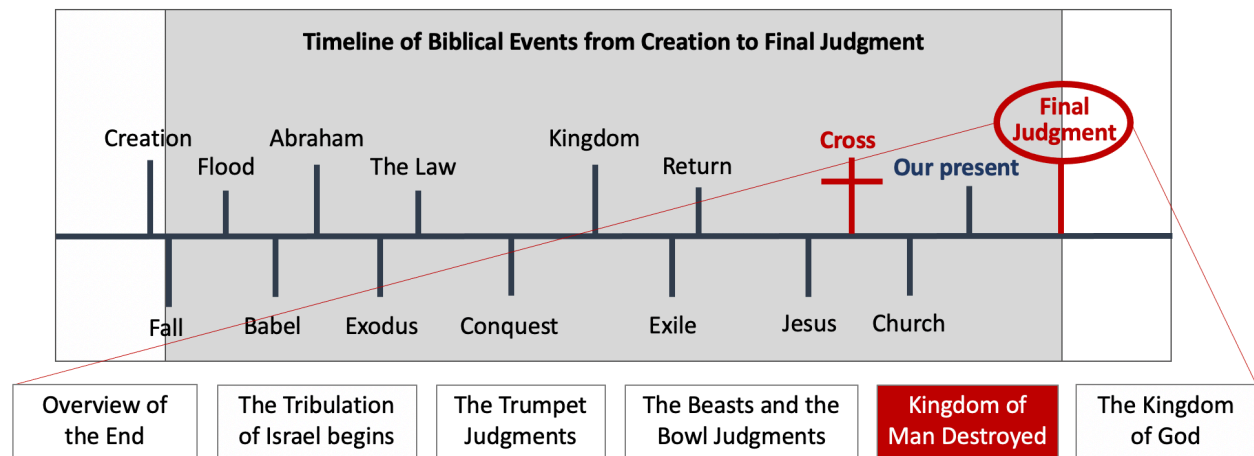 Timeline of Biblical Events from Creation to Final Judgment
Creation
Flood
Abraham
The Law
Kingdom
Return
Cross
Our present
Final
Judgment
Fall
Babel
Exodus
Conquest
Exile
Jesus
Church
Overview of
the End
The Tribulation
of Israel begins
The Trumpet
Judgments
The Beasts and the
Bowl Judgments
Kingdom of
Man Destroyed
The Kingdom
of God